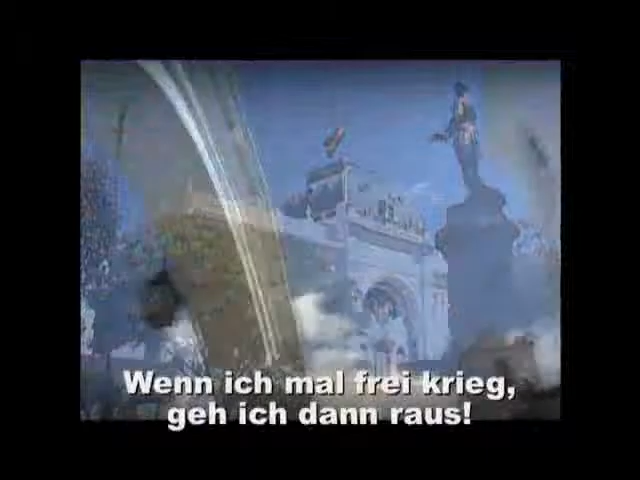 Wenn ich mal frei krieg,
geh ich dann raus!